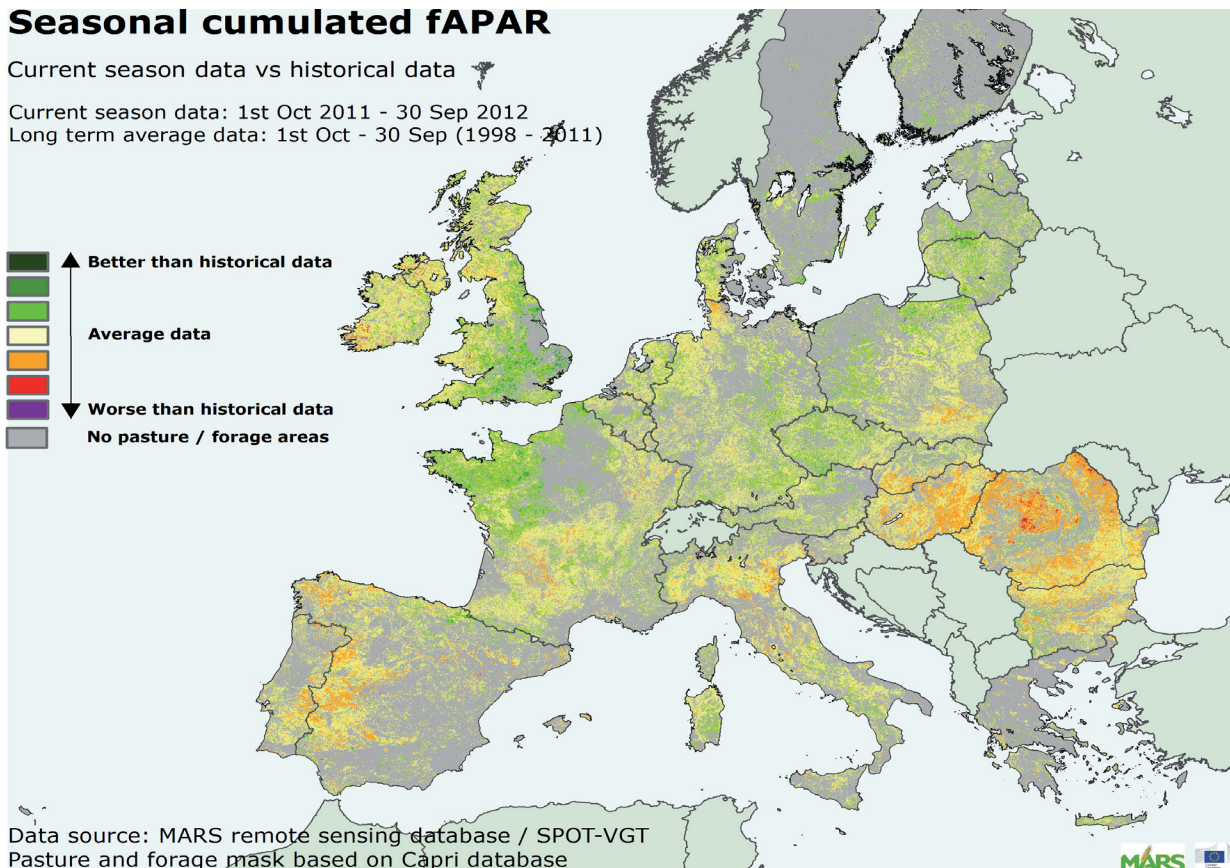 Seasonal cumulated fAPAR
Current season data vs historical data
Current season data: 1st Oct 2011 - 30 Sep 2012
Long term average data: 1st Oct - 30 Sep (1998 - 2011)
Better than historical data
Average data
Worse than historical data
No pasture / forage areas
Data source: MARS remote sensing database / SPOT-VGT
Pasture and forage mask based on Capri database
MARS